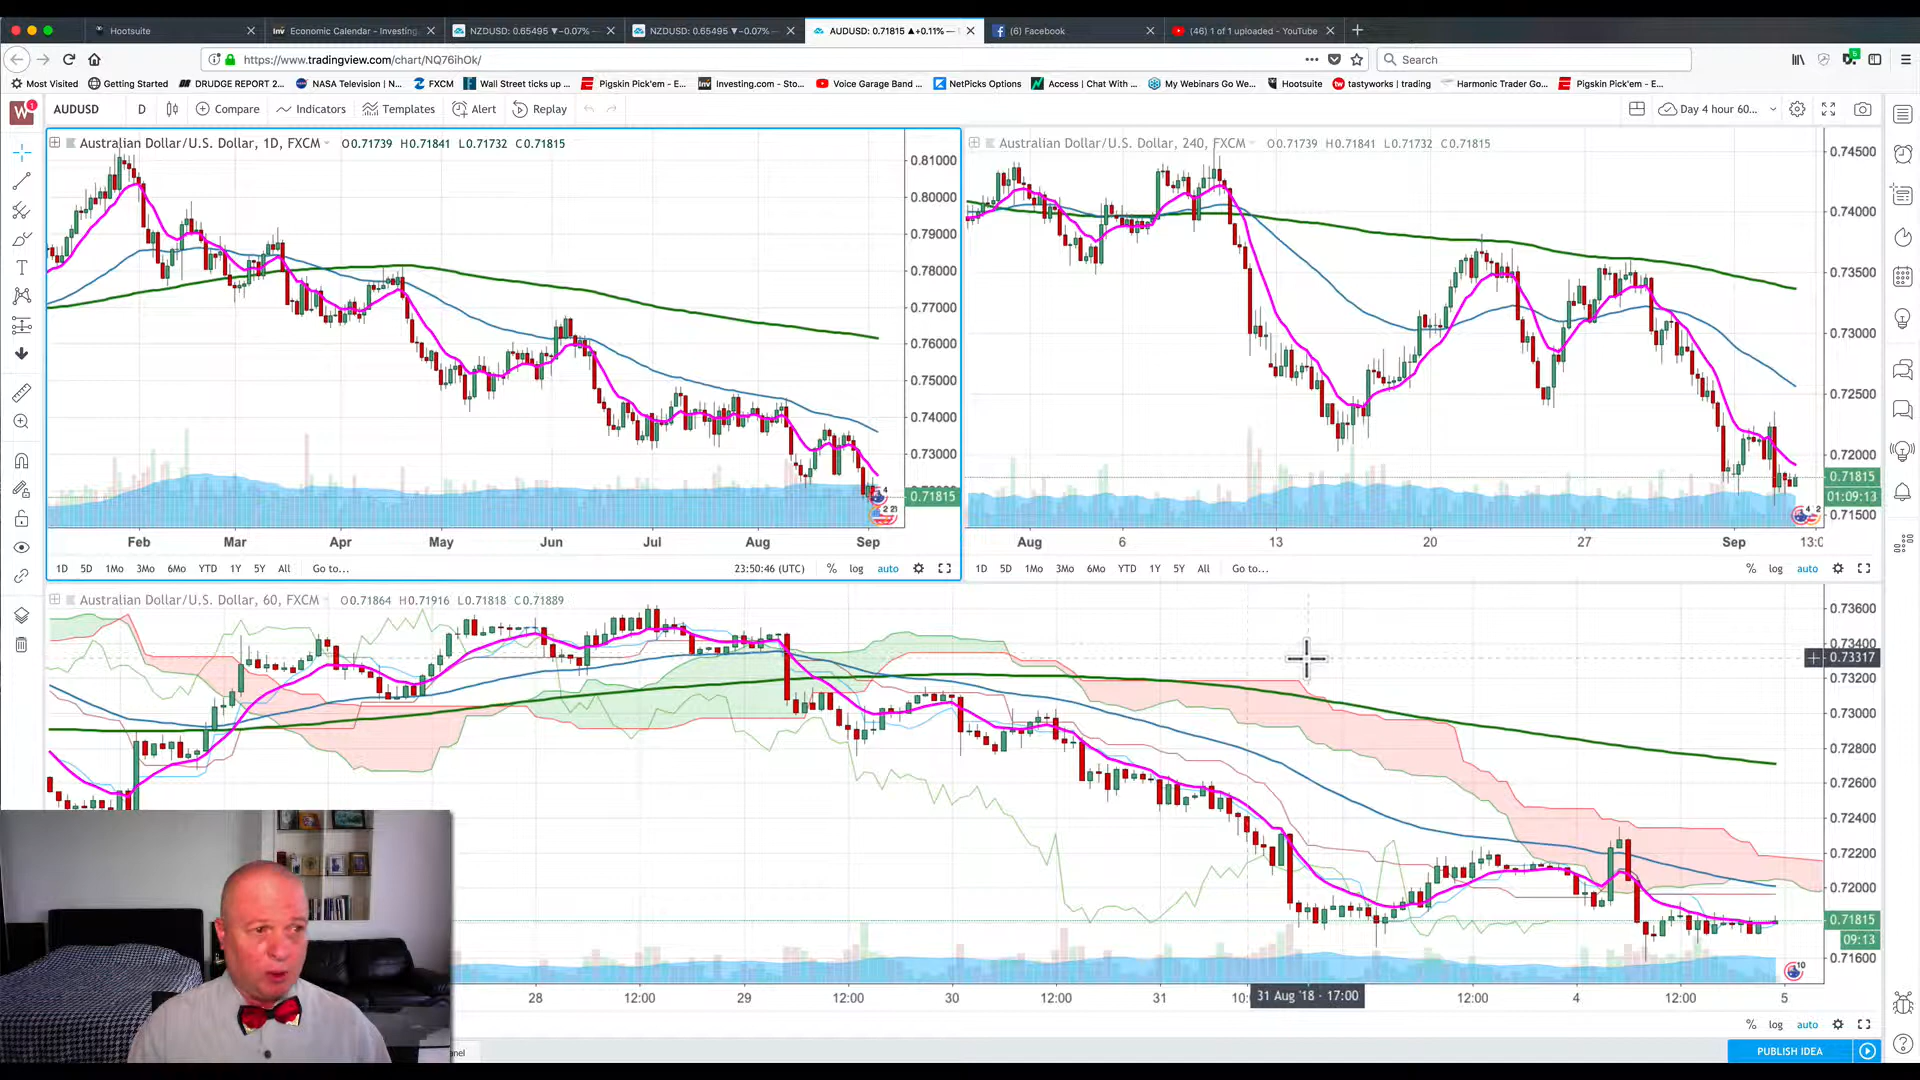 Hootsuite
Economic Calendar - Investing.
NZDUSD: 0.65495 ▼-0.07% —
NZDUSD: 0.65495 ▼-0.07% —
AUDUSD: 0.71815 ▲+0.11% —
(6) Facebook
(46) 1 of 1 uploaded - YouTube
https://www.tradingview.com/chart/NQ76ihOk/
Search
Most Visited
Getting Started
DRUDGE REPORT 2...
NASA Television | N...
FXCM
Wall Street ticks up ...
Pigskin Pick'em - E...
Investing.com - Sto...
Voice Garage Band ...
NetPicks Options
Access | Chat With ...
My Webinars Go We...
Hootsuite
tastyworks | trading
Harmonic Trader Go...
Pigskin Pick'em - E...
AUDUSD D Compare Indicators Templates Alert Replay
Day 4 hour 60...
Australian Dollar/U.S. Dollar, 1D, FXCM O0.71739 H0.71841 L0.71732 C0.71815
0.81000
0.80000
0.79000
0.78000
0.77000
0.76000
0.75000
0.74000
0.73000
0.71815
Feb Mar Apr May Jun Jul Aug Sep
1D 5D 1Mo 3Mo 6Mo YTD 1Y 5Y All Go to...
23:50:46 (UTC) % log auto
Australian Dollar/U.S. Dollar, 240, FXCM O0.71739 H0.71841 L0.71732 C0.71815
0.74500
0.74000
0.73500
0.73000
0.72500
0.72000
0.71815
01:09:13
0.71500
Aug 6 13 20 27 Sep 13:0
1D 5D 1Mo 3Mo 6Mo YTD 1Y 5Y All Go to...
% log auto
Australian Dollar/U.S. Dollar, 60, FXCM O0.71864 H0.71916 L0.71818 C0.71889
0.73600
0.73400
0.73317
0.73200
0.73000
0.72800
0.72600
0.72400
0.72200
0.72000
0.71815
09:13
0.71600
28 12:00 29 12:00 30 12:00 31 31 Aug '18 - 17:00 12:00 4 12:00 5
% log auto
PUBLISH IDEA